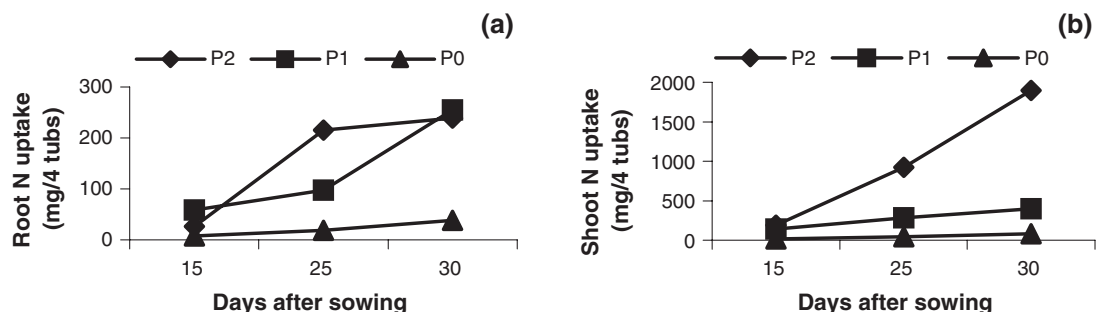 (a)
P2 P1 P0
Root N uptake
(mg/4 tubs)
300
200
100
0
15 25 30
Days after sowing
(b)
P2 P1 P0
Shoot N uptake
(mg/4 tubs)
2000
1500
1000
500
0
15 25 30
Days after sowing